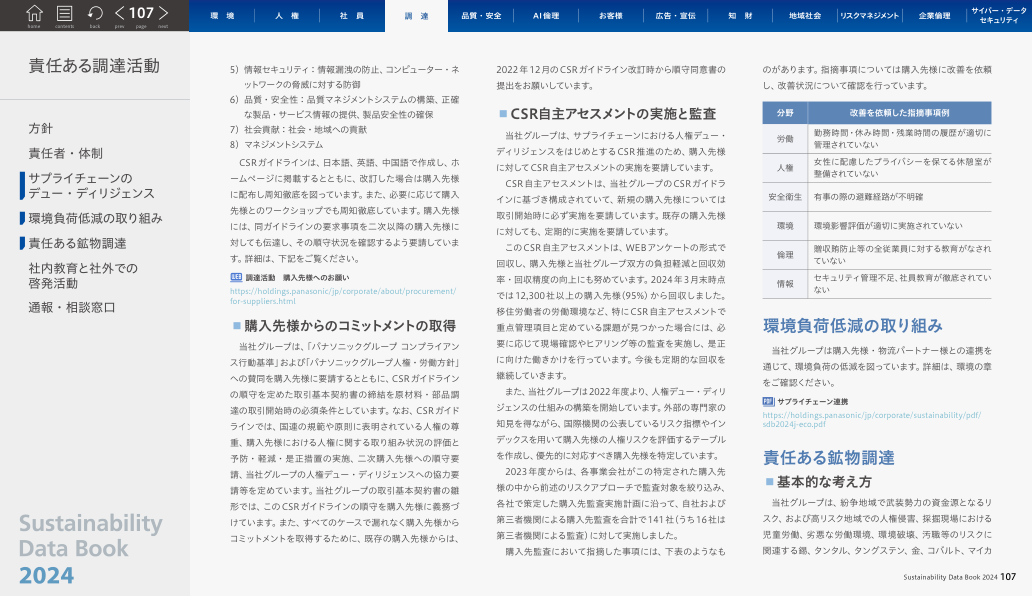 107
home
contents
back
prev
page
next
環 境
人 権
社 員
調 達
品質・安全
AI倫理
お客様
広告・宣伝
知 財
地域社会
リスクマネジメント
企業倫理
サイバー・データ
セキュリティ
責任ある調達活動
方針
責任者・体制
サプライチェーンの
デュー・ディリジェンス
環境負荷低減の取り組み
責任ある鉱物調達
社内教育と社外での
啓発活動
通報・相談窓口
Sustainability
Data Book
2024
5）情報セキュリティ：情報漏洩の防止、コンピューター・ネ
ットワークの脅威に対する防御
6）品質・安全性：品質マネジメントシステムの構築、正確
な製品・サービス情報の提供、製品安全性の確保
7）社会貢献：社会・地域への貢献
8）マネジメントシステム
CSRガイドラインは、日本語、英語、中国語で作成し、ホ
ームページに掲載するとともに、改訂した場合は購入先様
に配布し周知徹底を図っています。また、必要に応じて購入
先様とのワークショップでも周知徹底しています。購入先様
には、同ガイドラインの要求事項を二次以降の購入先様に
対しても伝達し、その順守状況を確認するよう要請していま
す。詳細は、下記をご覧ください。
調達活動 購入先様へのお願い
https://holdings.panasonic/jp/corporate/about/procurement/
for-suppliers.html
■ 購入先様からのコミットメントの取得
当社グループは、「パナソニックグループ コンプライアン
ス行動基準」および「パナソニックグループ人権・労働方針」
への賛同を購入先様に要請するとともに、CSRガイドライン
の順守を定めた取引基本契約書の締結を原材料・部品調
達の取引開始時の必須条件としています。なお、CSRガイド
ラインでは、国連の規範や原則に表明されている人権の尊
重、購入先様における人権に関する取り組み状況の評価と
予防・軽減・是正措置の実施、二次購入先様への順守要
請、当社グループの人権デュー・ディリジェンスへの協力要
請等を定めています。当社グループの取引基本契約書の雛
形では、このCSRガイドラインの順守を購入先様に義務づ
けています。また、すべてのケースで漏れなく購入先様から
コミットメントを取得するために、既存の購入先様からは、
2022年12月のCSRガイドライン改訂時から順守同意書の
提出をお願いしています。
■ CSR自主アセスメントの実施と監査
当社グループは、サプライチェーンにおける人権デュー・
ディリジェンスをはじめとするCSR推進のため、購入先様
に対してCSR自主アセスメントの実施を要請しています。
CSR自主アセスメントは、当社グループのCSRガイドラ
インに基づき構成されていて、新規の購入先様については
取引開始時に必ず実施を要請しています。既存の購入先様
に対しても、定期的に実施を要請しています。
このCSR自主アセスメントは、WEBアンケートの形式で
回収し、購入先様と当社グループ双方の負担軽減と回収効
率・回収精度の向上にも努めています。2024年3月末時点
では12,300社以上の購入先様(95%)から回収しました。
移住労働者の労働環境など、特にCSR自主アセスメントで
重点管理項目と定めている課題が見つかった場合には、必
要に応じて現場確認やヒアリング等の監査を実施し、是正
に向けた働きかけを行っています。今後も定期的な回収を
継続していきます。
また、当社グループは2022年度より、人権デュー・ディリ
ジェンスの仕組みの構築を開始しています。外部の専門家の
知見を得ながら、国際機関の公表しているリスク指標やイン
デックスを用いて購入先様の人権リスクを評価するテーブル
を作成し、優先的に対応すべき購入先様を特定しています。
2023年度からは、各事業会社がこの特定された購入先
様の中から前述のリスクアプローチで監査対象を絞り込み、
各社で策定した購入先監査実施計画に沿って、自社および
第三者機関による購入先監査を合計で141社(うち16社は
第三者機関による監査)に対して実施しました。
購入先監査において指摘した事項には、下表のようなも
のがあります。指摘事項については購入先様に改善を依頼
し、改善状況について確認を行っています。
分野 改善を依頼した指摘事項例
労働 勤務時間・休み時間・残業時間の履歴が適切に
管理されていない
人権 女性に配慮したプライバシーを保てる休憩室が
整備されていない
安全衛生 有事の際の避難経路が不明確
環境 環境影響評価が適切に実施されていない
倫理 贈収賄防止等の全従業員に対する教育がなされ
ていない
情報 セキュリティ管理不足、社員教育が徹底されてい
ない
環境負荷低減の取り組み
当社グループは購入先様・物流パートナー様との連携を
通じて、環境負荷の低減を図っています。詳細は、環境の章
をご確認ください。
サプライチェーン連携
https://holdings.panasonic/jp/corporate/sustainability/pdf/
sdb2024j-eco.pdf
責任ある鉱物調達
■ 基本的な考え方
当社グループは、紛争地域で武装勢力の資金源となるリ
スク、および高リスク地域での人権侵害、採掘現場における
児童労働、劣悪な労働環境、環境破壊、汚職等のリスクに
関連する錫、タンタル、タングステン、金、コバルト、マイカ
Sustainability Data Book 2024 107